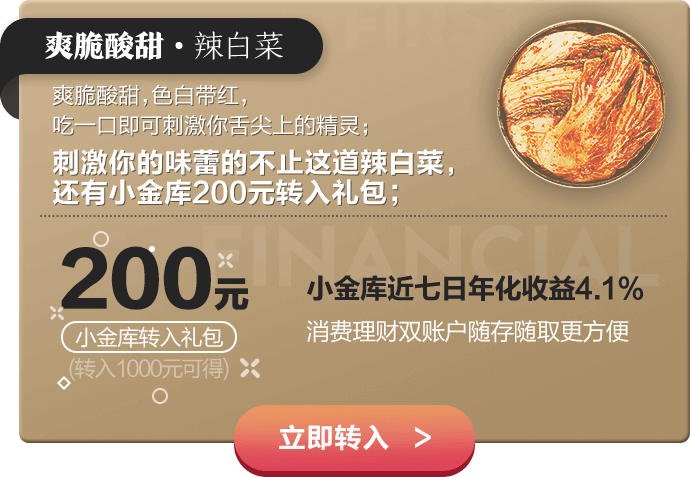 FIRST
爽脆酸甜·辣白菜
爽脆酸甜,色白带红,
吃一口即可刺激你舌尖上的精灵;
刺激你的味蕾的不止这道辣白菜,
还有小金库200元转入礼包;
FINANCIAL
200元
小金库转入礼包
(转入1000元可得)
小金库近七日年化收益4.1%
消费理财双账户随存随取更方便
立即转入 >